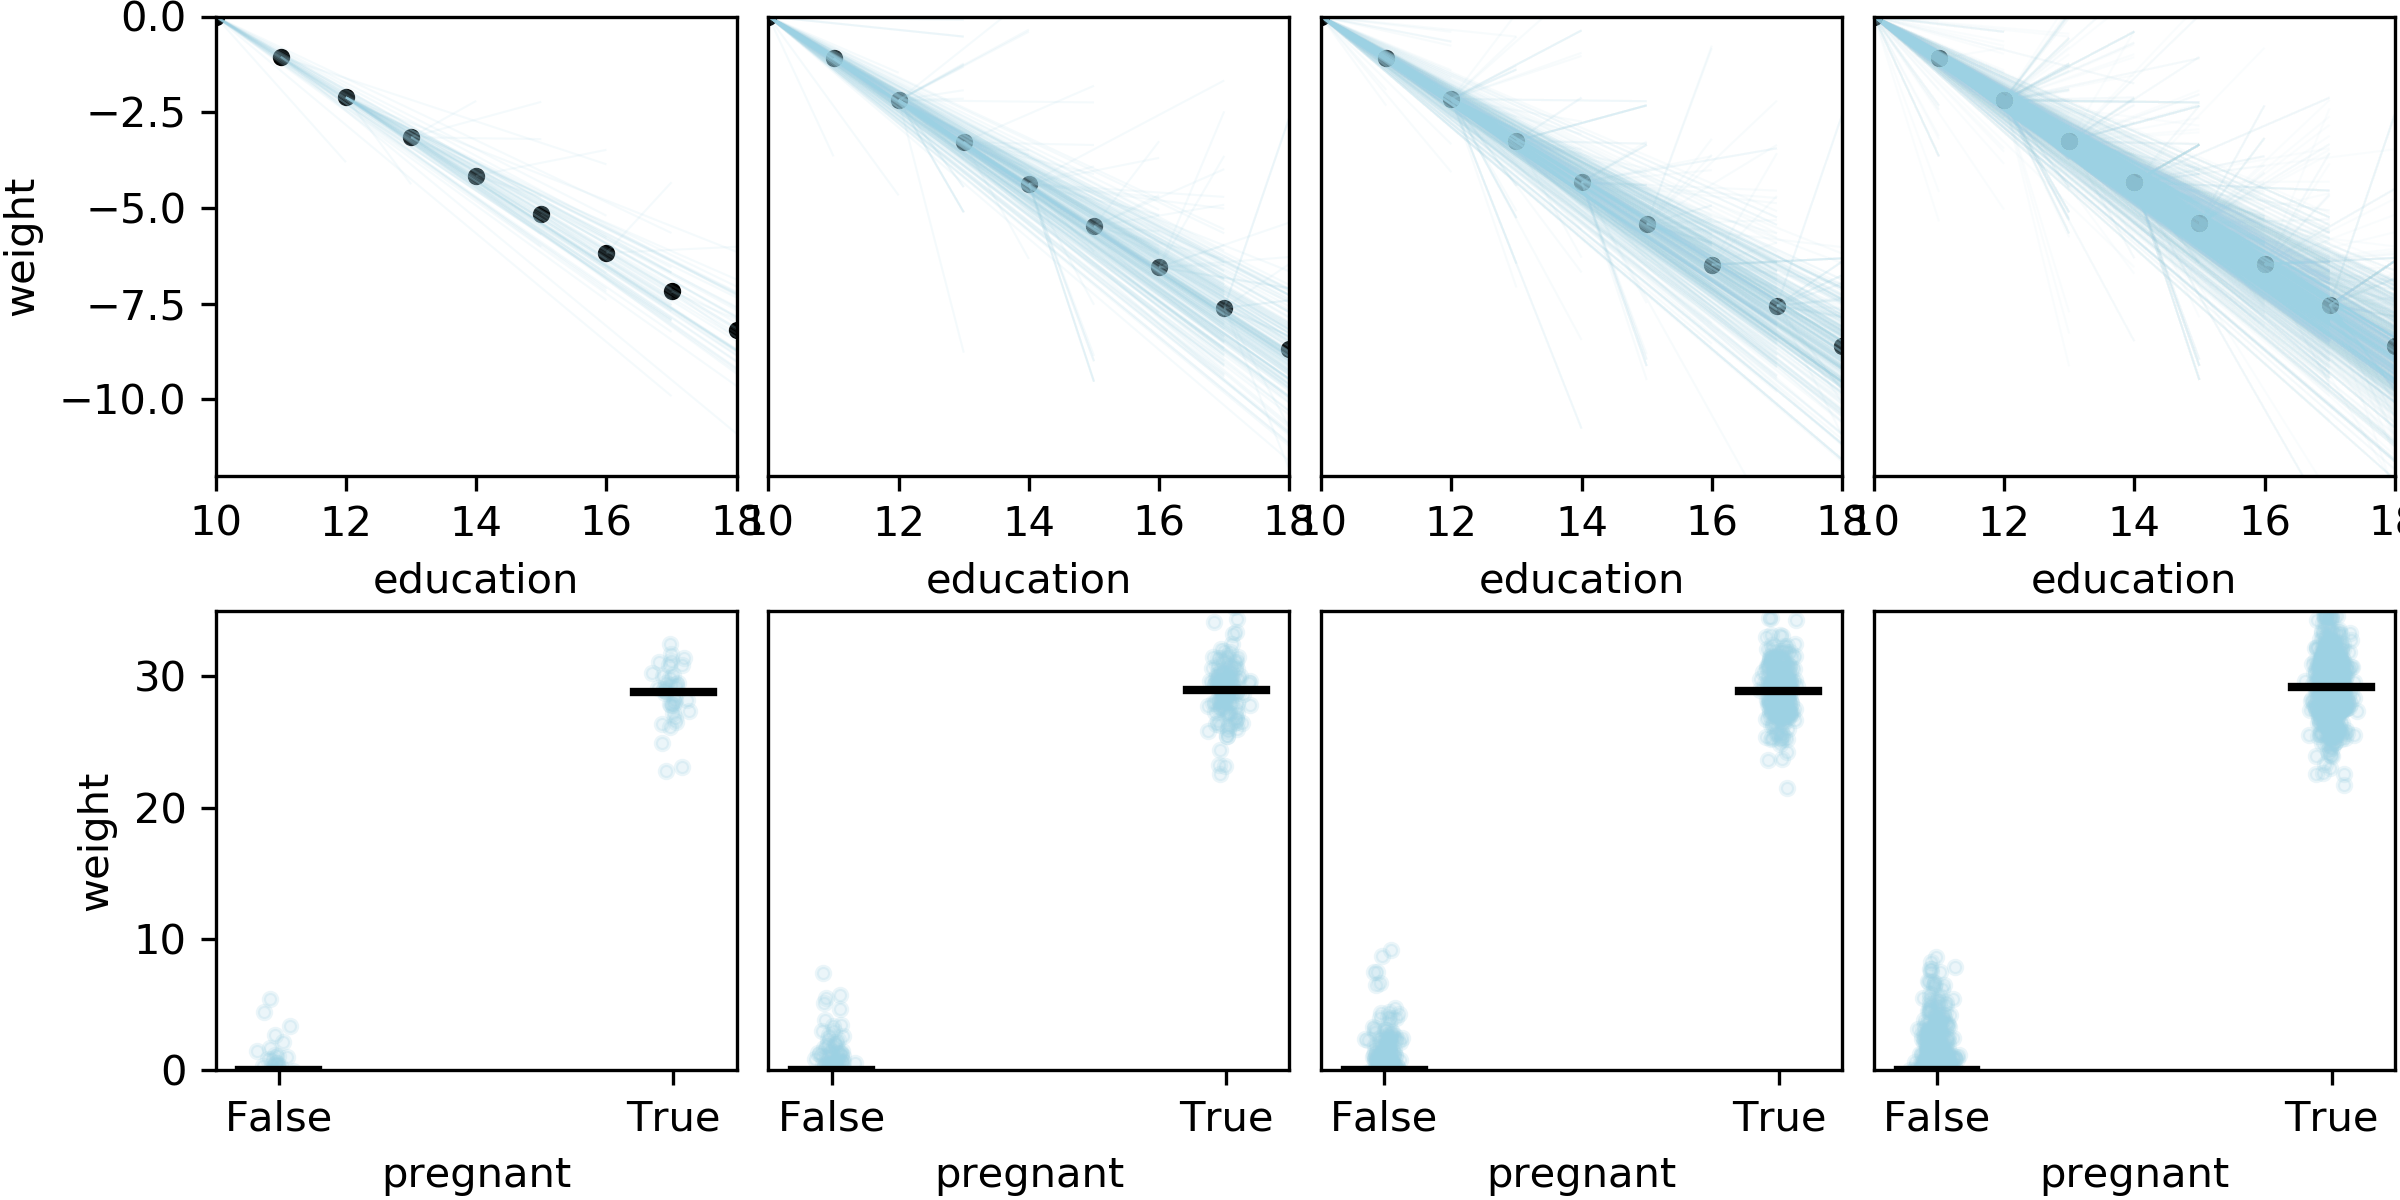 0.0
−2.5
−5.0
−7.5
−10.0
weight
10 12 14 16 18
10 12 14 16 18
10 12 14 16 18
10 12 14 16 18
education education education education
30
20
10
0
weight
False True False True False True False True
pregnant pregnant pregnant pregnant